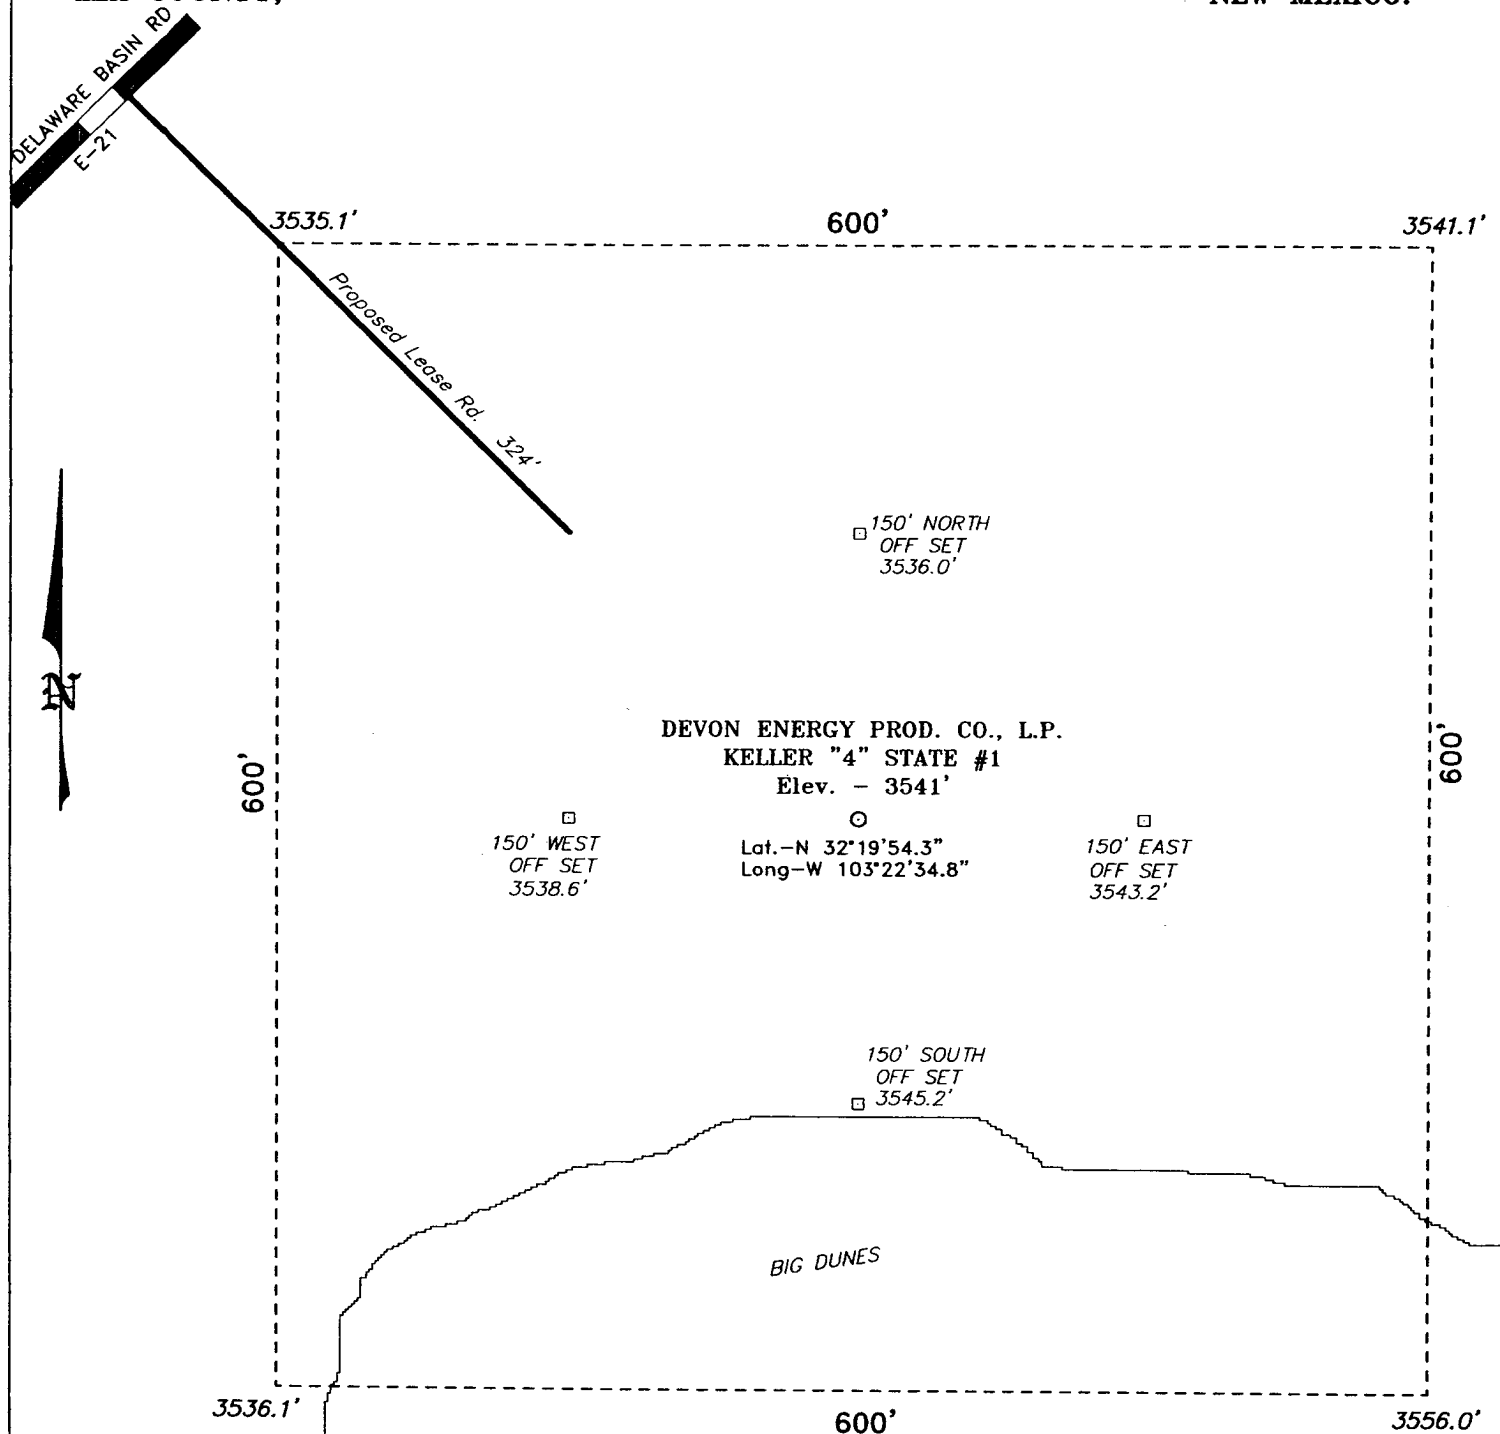 DELAWARE BASIN RD
E-21
3535.1'
600'
3541.1'
Proposed Lease Rd. 324'
150' NORTH
OFF SET
3536.0'
N
DEVON ENERGY PROD. CO., L.P.
KELLER "4" STATE #1
Elev. - 3541'
600'
600'
150' WEST
OFF SET
3538.6'
Lat.-N 32°19'54.3"
Long-W 103°22'34.8"
150' EAST
OFF SET
3543.2'
150' SOUTH
OFF SET
3545.2'
BIG DUNES
3536.1'
600'
3556.0'